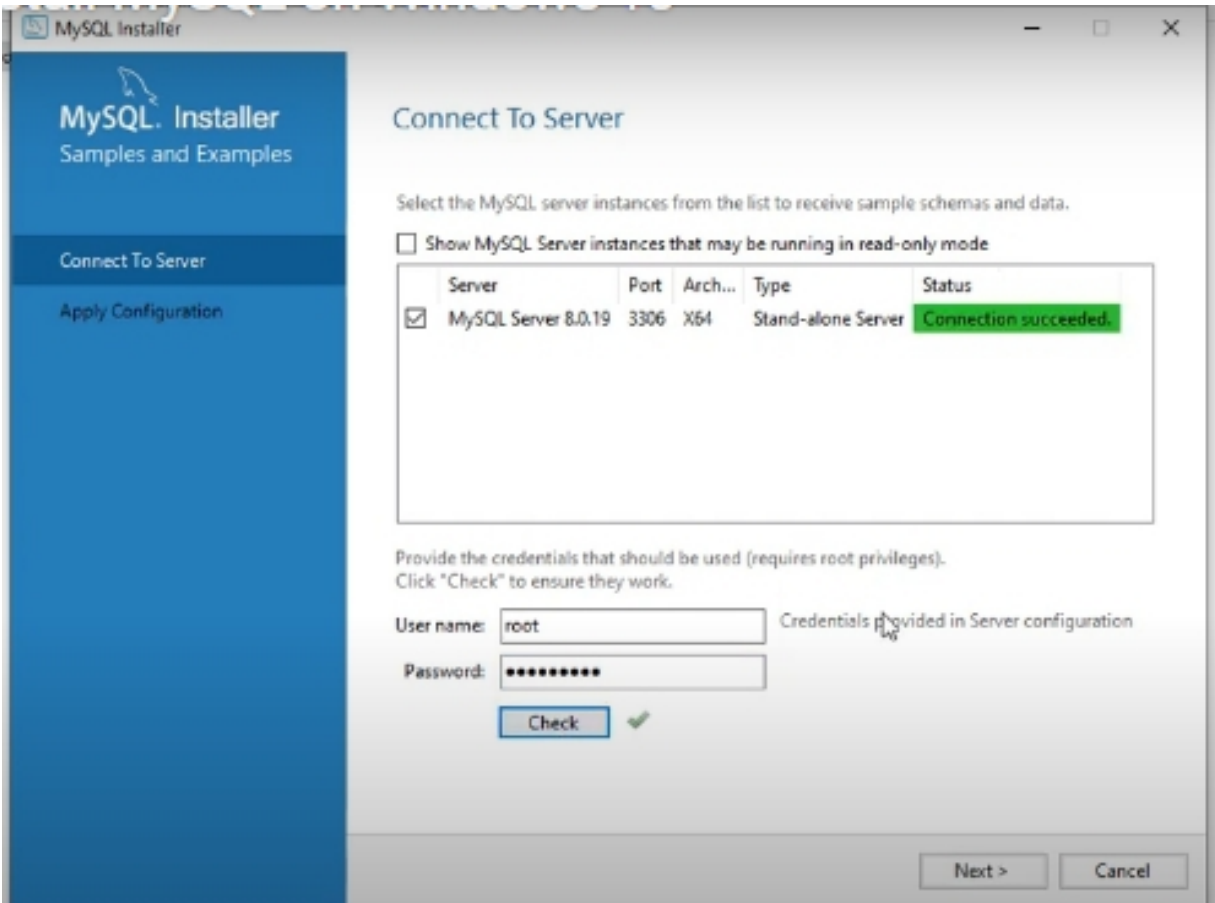 MySQL Installer
MySQL. Installer
Samples and Examples
Connect To Server
Apply Configuration
Connect To Server
Select the MySQL server instances from the list to receive sample schemas and data.
Show MySQL Server instances that may be running in read-only mode
Server Port Arch... Type Status
MySQL Server 8.0.19 3306 X64 Stand-alone Server Connection succeeded.
Provide the credentials that should be used (requires root privileges).
Click "Check" to ensure they work.
User name: root Credentials provided in Server configuration
Password: •••••••••
Check
Next > Cancel